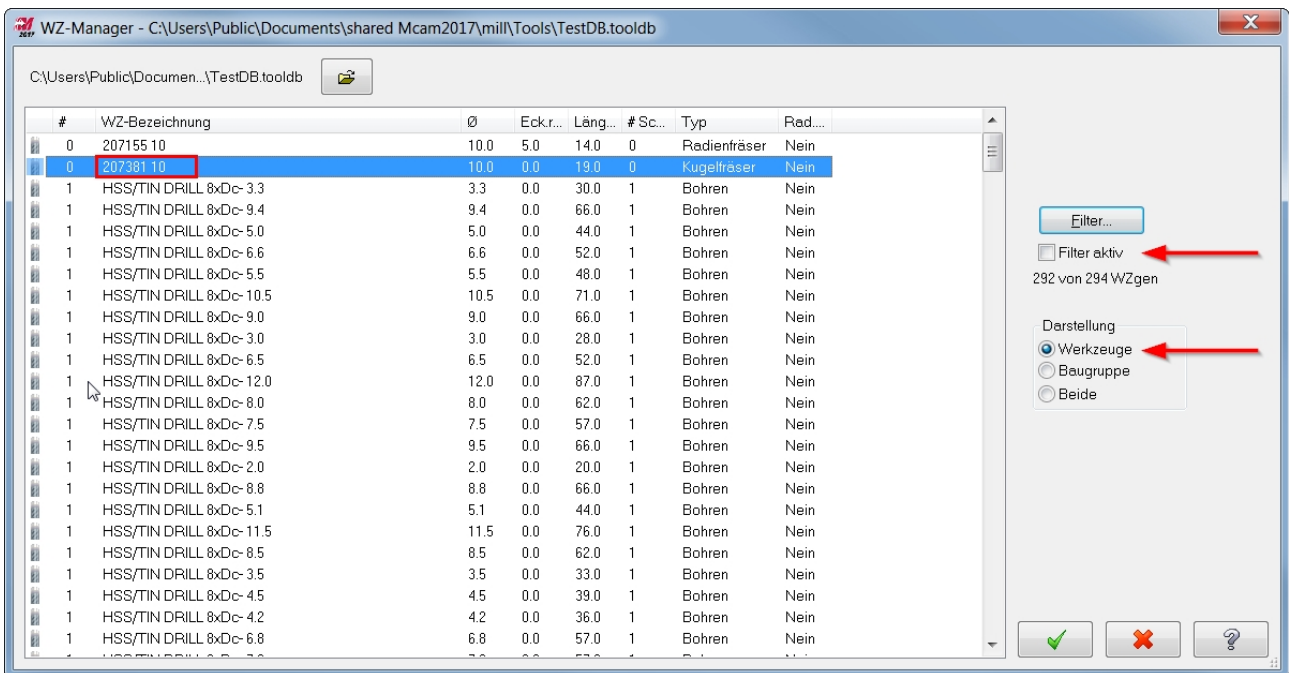 WZ-Manager - C:\Users\Public\Documents\shared Mcam2017\mill\Tools\TestDB.tooldb
C:\Users\Public\Documen...\TestDB.tooldb
# WZ-Bezeichnung Ø Eck.r... Läng... # Sc... Typ Rad....
0 207155 10 10.0 5.0 14.0 0 Radienfräser Nein
0 207381 10 10.0 0.0 19.0 0 Kugelfräser Nein
1 HSS/TIN DRILL 8xDc- 3.3 3.3 0.0 30.0 1 Bohren Nein
1 HSS/TIN DRILL 8xDc- 9.4 9.4 0.0 66.0 1 Bohren Nein
1 HSS/TIN DRILL 8xDc- 5.0 5.0 0.0 44.0 1 Bohren Nein
1 HSS/TIN DRILL 8xDc- 6.6 6.6 0.0 52.0 1 Bohren Nein
1 HSS/TIN DRILL 8xDc- 5.5 5.5 0.0 48.0 1 Bohren Nein
1 HSS/TIN DRILL 8xDc- 10.5 10.5 0.0 71.0 1 Bohren Nein
1 HSS/TIN DRILL 8xDc- 9.0 9.0 0.0 66.0 1 Bohren Nein
1 HSS/TIN DRILL 8xDc- 3.0 3.0 0.0 28.0 1 Bohren Nein
1 HSS/TIN DRILL 8xDc- 6.5 6.5 0.0 52.0 1 Bohren Nein
1 HSS/TIN DRILL 8xDc- 12.0 12.0 0.0 87.0 1 Bohren Nein
1 HSS/TIN DRILL 8xDc- 8.0 8.0 0.0 62.0 1 Bohren Nein
1 HSS/TIN DRILL 8xDc- 7.5 7.5 0.0 57.0 1 Bohren Nein
1 HSS/TIN DRILL 8xDc- 9.5 9.5 0.0 66.0 1 Bohren Nein
1 HSS/TIN DRILL 8xDc- 2.0 2.0 0.0 20.0 1 Bohren Nein
1 HSS/TIN DRILL 8xDc- 8.8 8.8 0.0 66.0 1 Bohren Nein
1 HSS/TIN DRILL 8xDc- 5.1 5.1 0.0 44.0 1 Bohren Nein
1 HSS/TIN DRILL 8xDc- 11.5 11.5 0.0 76.0 1 Bohren Nein
1 HSS/TIN DRILL 8xDc- 8.5 8.5 0.0 62.0 1 Bohren Nein
1 HSS/TIN DRILL 8xDc- 3.5 3.5 0.0 33.0 1 Bohren Nein
1 HSS/TIN DRILL 8xDc- 4.5 4.5 0.0 39.0 1 Bohren Nein
1 HSS/TIN DRILL 8xDc- 4.2 4.2 0.0 36.0 1 Bohren Nein
1 HSS/TIN DRILL 8xDc- 6.8 6.8 0.0 57.0 1 Bohren Nein
Filter...
Filter aktiv
292 von 294 WZgen
Darstellung
Werkzeuge
Baugruppe
Beide